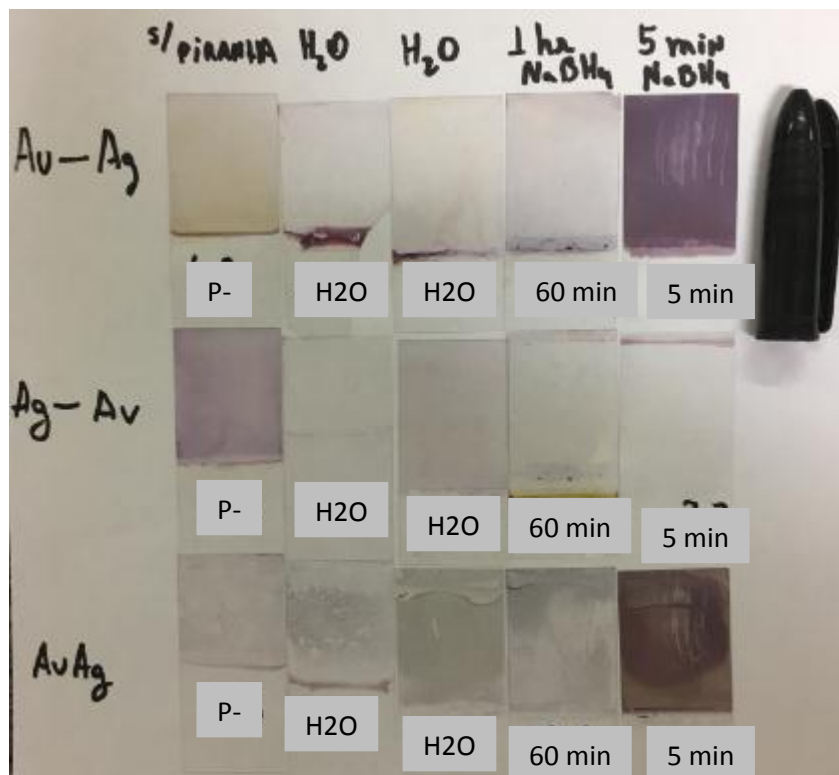 s/PiRANHA H₂O H₂O 1 hr NaBH4 5 min NaBH4
Au-Ag
P- H2O H2O 60 min 5 min
Ag-Au
P- H2O H2O 60 min 5 min
AuAg
P- H2O H2O 60 min 5 min